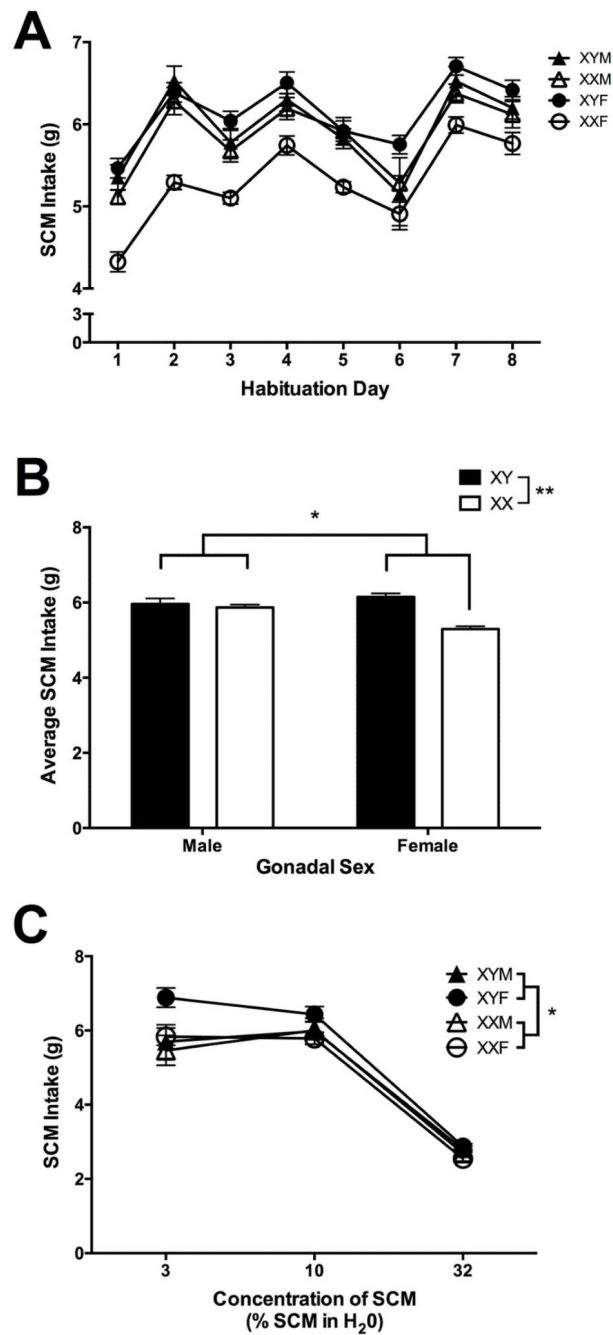 A
7
6
5
4
3
0
SCM Intake (g)
XYM
XXM
XYF
XXF
1 2 3 4 5 6 7 8
Habituation Day
B
XY
XX
**
*
8
6
4
2
0
Average SCM Intake (g)
Male Female
Gonadal Sex
C
8
6
4
2
0
SCM Intake (g)
XYM
XYF
XXM
XXF
*
3 10 32
Concentration of SCM
(% SCM in H₂0)